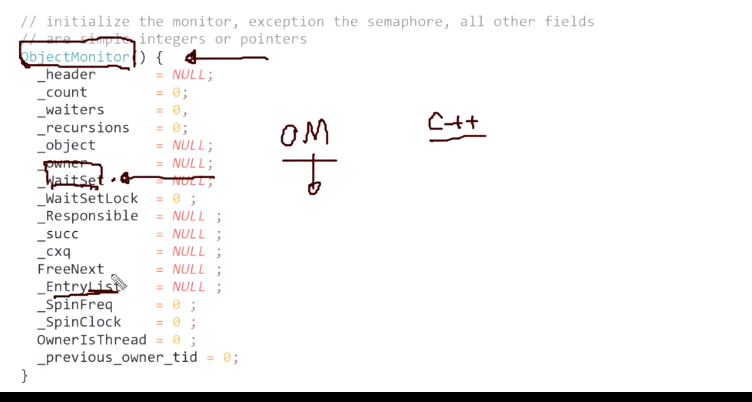 // initialize the monitor, exception the semaphore, all other fields
// are simple integers or pointers
ObjectMonitor() {
_header = NULL;
_count = 0;
_waiters = 0,
_recursions = 0;
_object = NULL;
_owner = NULL;
_WaitSet = NULL;
_WaitSetLock = 0 ;
_Responsible = NULL ;
_succ = NULL ;
_cxq = NULL ;
FreeNext = NULL ;
_EntryList = NULL ;
_SpinFreq = 0 ;
_SpinClock = 0 ;
OwnerIsThread = 0 ;
_previous_owner_tid = 0;
}
OM
C++